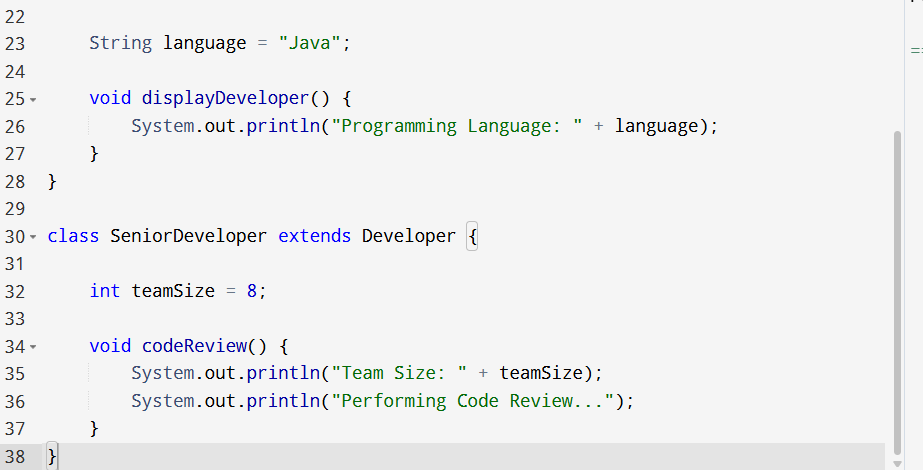 22
23 String language = "Java";
24
25 void displayDeveloper() {
26 System.out.println("Programming Language: " + language);
27 }
28 }
29
30 class SeniorDeveloper extends Developer {
31
32 int teamSize = 8;
33
34 void codeReview() {
35 System.out.println("Team Size: " + teamSize);
36 System.out.println("Performing Code Review...");
37 }
38 }